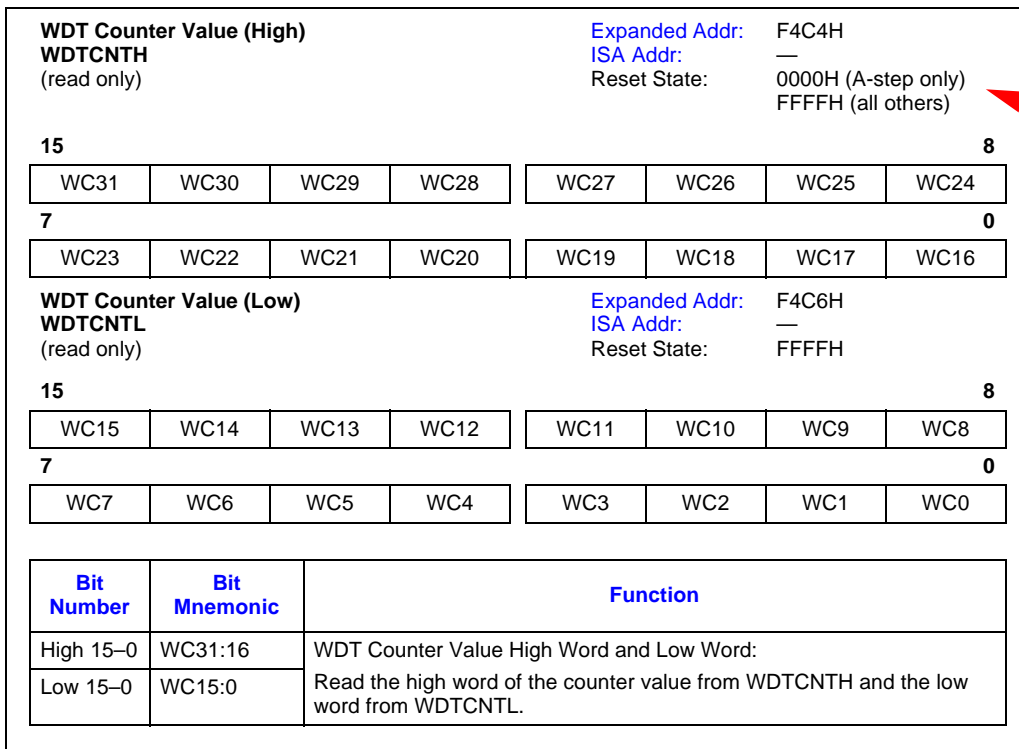 WDT Counter Value (High) Expanded Addr: F4C4H
WDTCNTH ISA Addr: —
(read only) Reset State: 0000H (A-step only)
FFFFH (all others)
15 8
WC31 WC30 WC29 WC28 WC27 WC26 WC25 WC24
7 0
WC23 WC22 WC21 WC20 WC19 WC18 WC17 WC16
WDT Counter Value (Low) Expanded Addr: F4C6H
WDTCNTL ISA Addr: —
(read only) Reset State: FFFFH
15 8
WC15 WC14 WC13 WC12 WC11 WC10 WC9 WC8
7 0
WC7 WC6 WC5 WC4 WC3 WC2 WC1 WC0
Bit Number Bit Mnemonic Function
High 15–0 WC31:16 WDT Counter Value High Word and Low Word:
Low 15–0 WC15:0 Read the high word of the counter value from WDTCNTH and the low
word from WDTCNTL.